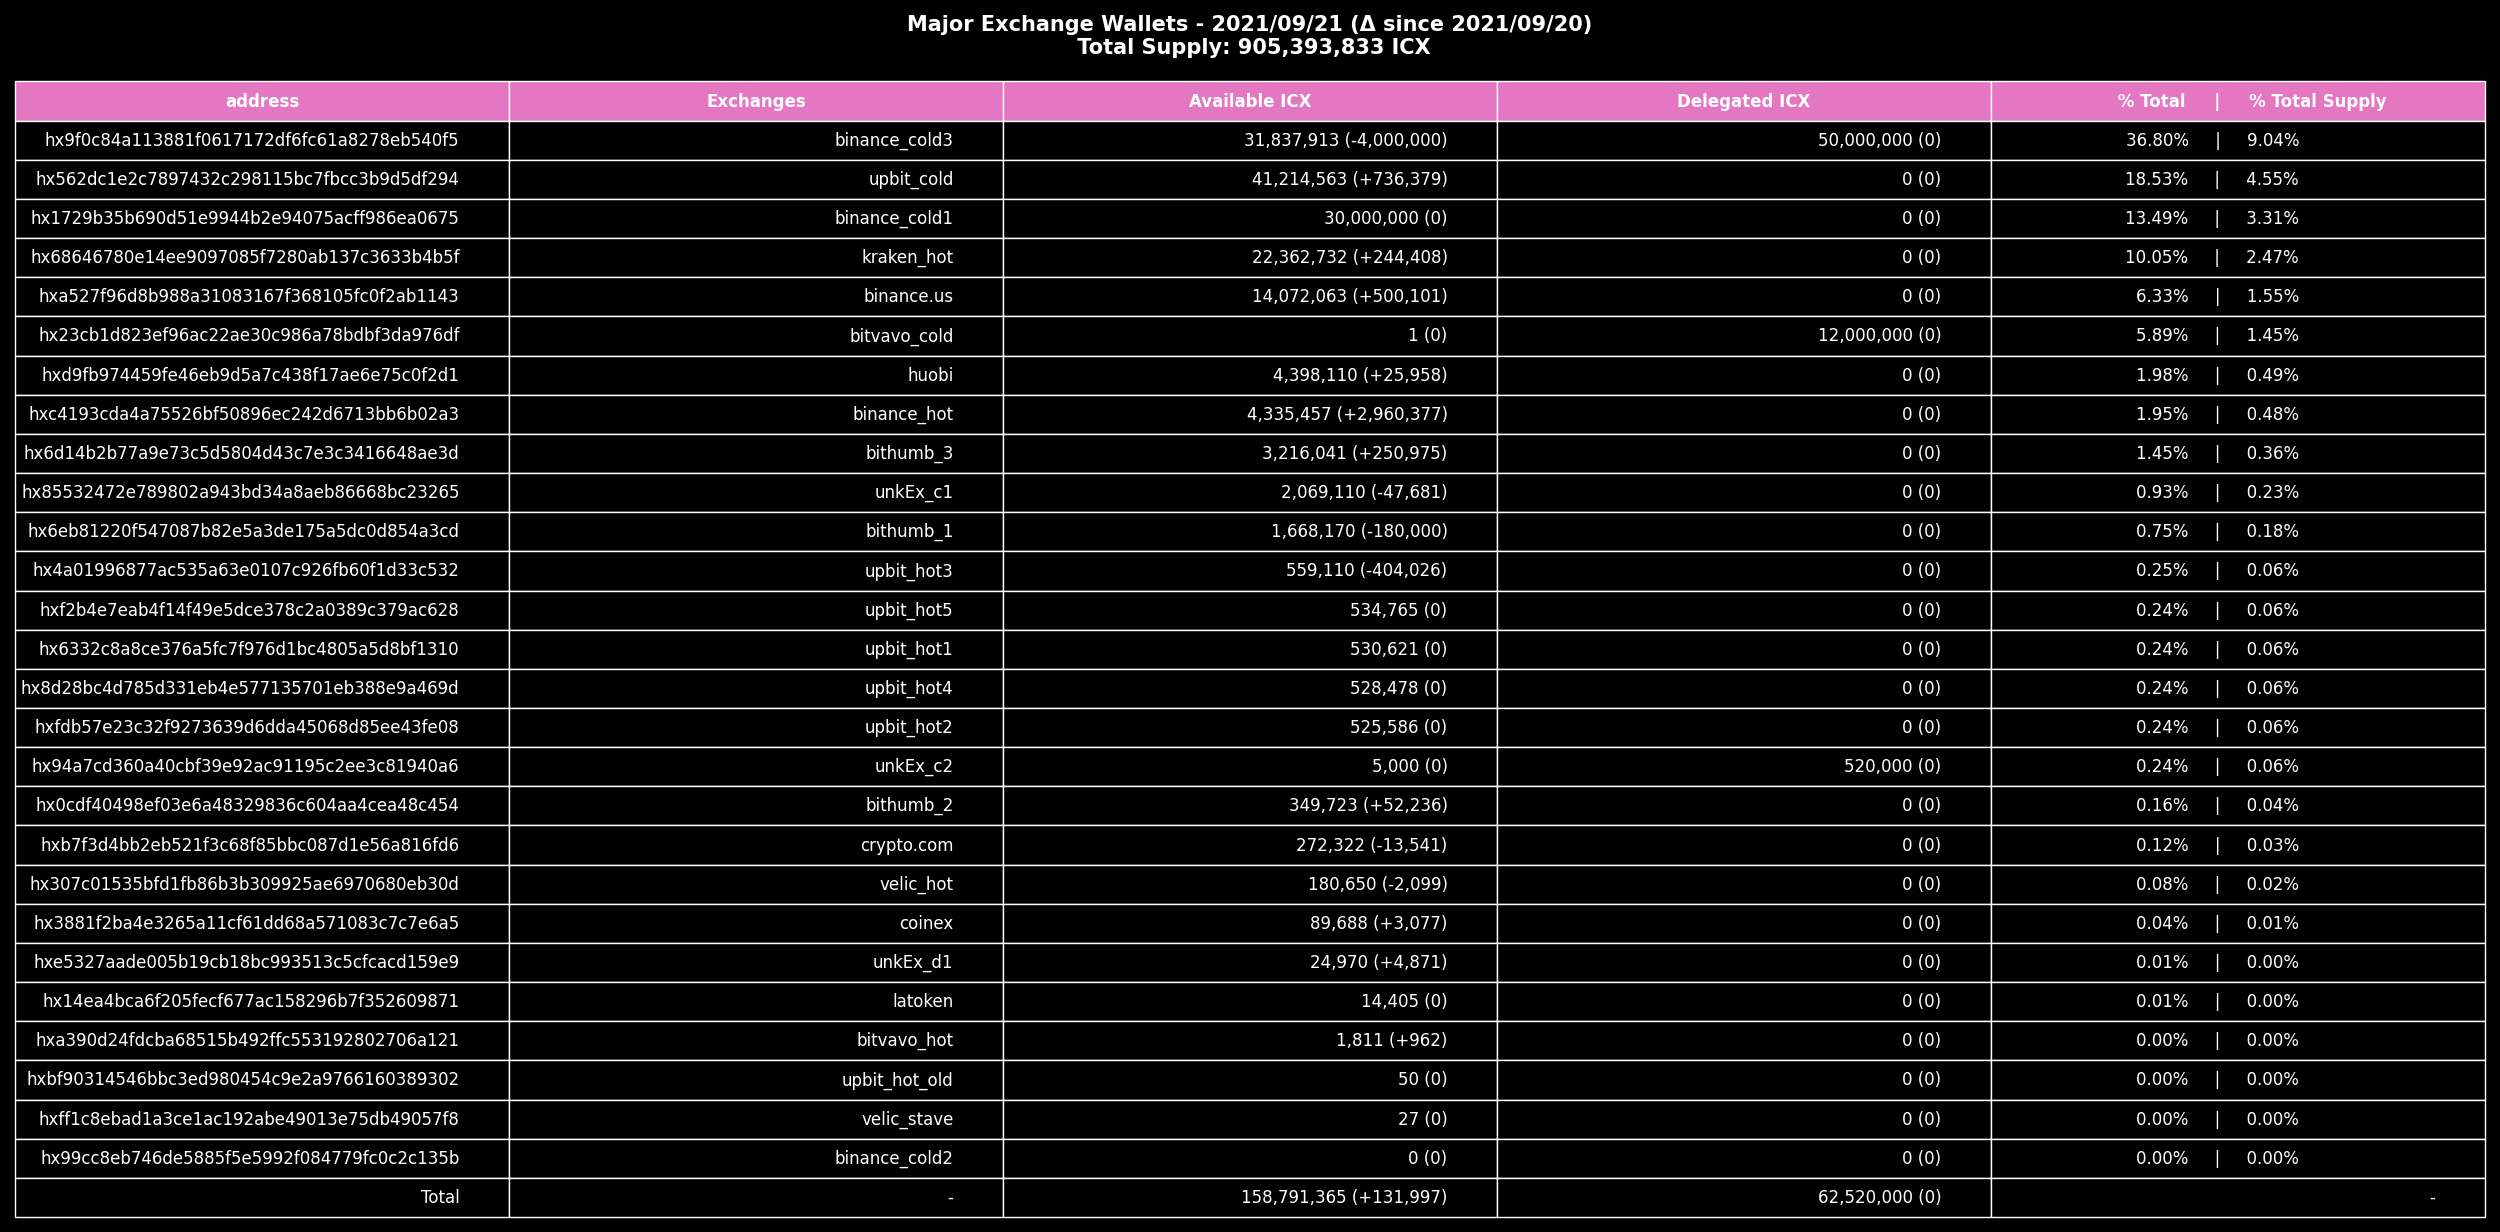 Major Exchange Wallets - 2021/09/21 (Δ since 2021/09/20)
Total Supply: 905,393,833 ICX
address Exchanges Available ICX Delegated ICX % Total | % Total Supply
hx9f0c84a113881f0617172df6fc61a8278eb540f5 binance_cold3 31,837,913 (-4,000,000) 50,000,000 (0) 36.80% | 9.04%
hx562dc1e2c7897432c298115bc7fbcc3b9d5df294 upbit_cold 41,214,563 (+736,379) 0 (0) 18.53% | 4.55%
hx1729b35b690d51e9944b2e94075acff986ea0675 binance_cold1 30,000,000 (0) 0 (0) 13.49% | 3.31%
hx68646780e14ee9097085f7280ab137c3633b4b5f kraken_hot 22,362,732 (+244,408) 0 (0) 10.05% | 2.47%
hxa527f96d8b988a31083167f368105fc0f2ab1143 binance.us 14,072,063 (+500,101) 0 (0) 6.33% | 1.55%
hx23cb1d823ef96ac22ae30c986a78bdbf3da976df bitvavo_cold 1 (0) 12,000,000 (0) 5.89% | 1.45%
hxd9fb974459fe46eb9d5a7c438f17ae6e75c0f2d1 huobi 4,398,110 (+25,958) 0 (0) 1.98% | 0.49%
hxc4193cda4a75526bf50896ec242d6713bb6b02a3 binance_hot 4,335,457 (+2,960,377) 0 (0) 1.95% | 0.48%
hx6d14b2b77a9e73c5d5804d43c7e3c3416648ae3d bithumb_3 3,216,041 (+250,975) 0 (0) 1.45% | 0.36%
hx85532472e789802a943bd34a8aeb86668bc23265 unkEx_c1 2,069,110 (-47,681) 0 (0) 0.93% | 0.23%
hx6eb81220f547087b82e5a3de175a5dc0d854a3cd bithumb_1 1,668,170 (-180,000) 0 (0) 0.75% | 0.18%
hx4a01996877ac535a63e0107c926fb60f1d33c532 upbit_hot3 559,110 (-404,026) 0 (0) 0.25% | 0.06%
hxf2b4e7eab4f14f49e5dce378c2a0389c379ac628 upbit_hot5 534,765 (0) 0 (0) 0.24% | 0.06%
hx6332c8a8ce376a5fc7f976d1bc4805a5d8bf1310 upbit_hot1 530,621 (0) 0 (0) 0.24% | 0.06%
hx8d28bc4d785d331eb4e577135701eb388e9a469d upbit_hot4 528,478 (0) 0 (0) 0.24% | 0.06%
hxfdb57e23c32f9273639d6dda45068d85ee43fe08 upbit_hot2 525,586 (0) 0 (0) 0.24% | 0.06%
hx94a7cd360a40cbf39e92ac91195c2ee3c81940a6 unkEx_c2 5,000 (0) 520,000 (0) 0.24% | 0.06%
hx0cdf40498ef03e6a48329836c604aa4cea48c454 bithumb_2 349,723 (+52,236) 0 (0) 0.16% | 0.04%
hxb7f3d4bb2eb521f3c68f85bbc087d1e56a816fd6 crypto.com 272,322 (-13,541) 0 (0) 0.12% | 0.03%
hx307c01535bfd1fb86b3b309925ae6970680eb30d velic_hot 180,650 (-2,099) 0 (0) 0.08% | 0.02%
hx3881f2ba4e3265a11cf61dd68a571083c7c7e6a5 coinex 89,688 (+3,077) 0 (0) 0.04% | 0.01%
hxe5327aade005b19cb18bc993513c5cfcacd159e9 unkEx_d1 24,970 (+4,871) 0 (0) 0.01% | 0.00%
hx14ea4bca6f205fecf677ac158296b7f352609871 latoken 14,405 (0) 0 (0) 0.01% | 0.00%
hxa390d24fdcba68515b492ffc553192802706a121 bitvavo_hot 1,811 (+962) 0 (0) 0.00% | 0.00%
hxbf90314546bbc3ed980454c9e2a9766160389302 upbit_hot_old 50 (0) 0 (0) 0.00% | 0.00%
hxff1c8ebad1a3ce1ac192abe49013e75db49057f8 velic_stave 27 (0) 0 (0) 0.00% | 0.00%
hx99cc8eb746de5885f5e5992f084779fc0c2c135b binance_cold2 0 (0) 0 (0) 0.00% | 0.00%
Total - 158,791,365 (+131,997) 62,520,000 (0) -